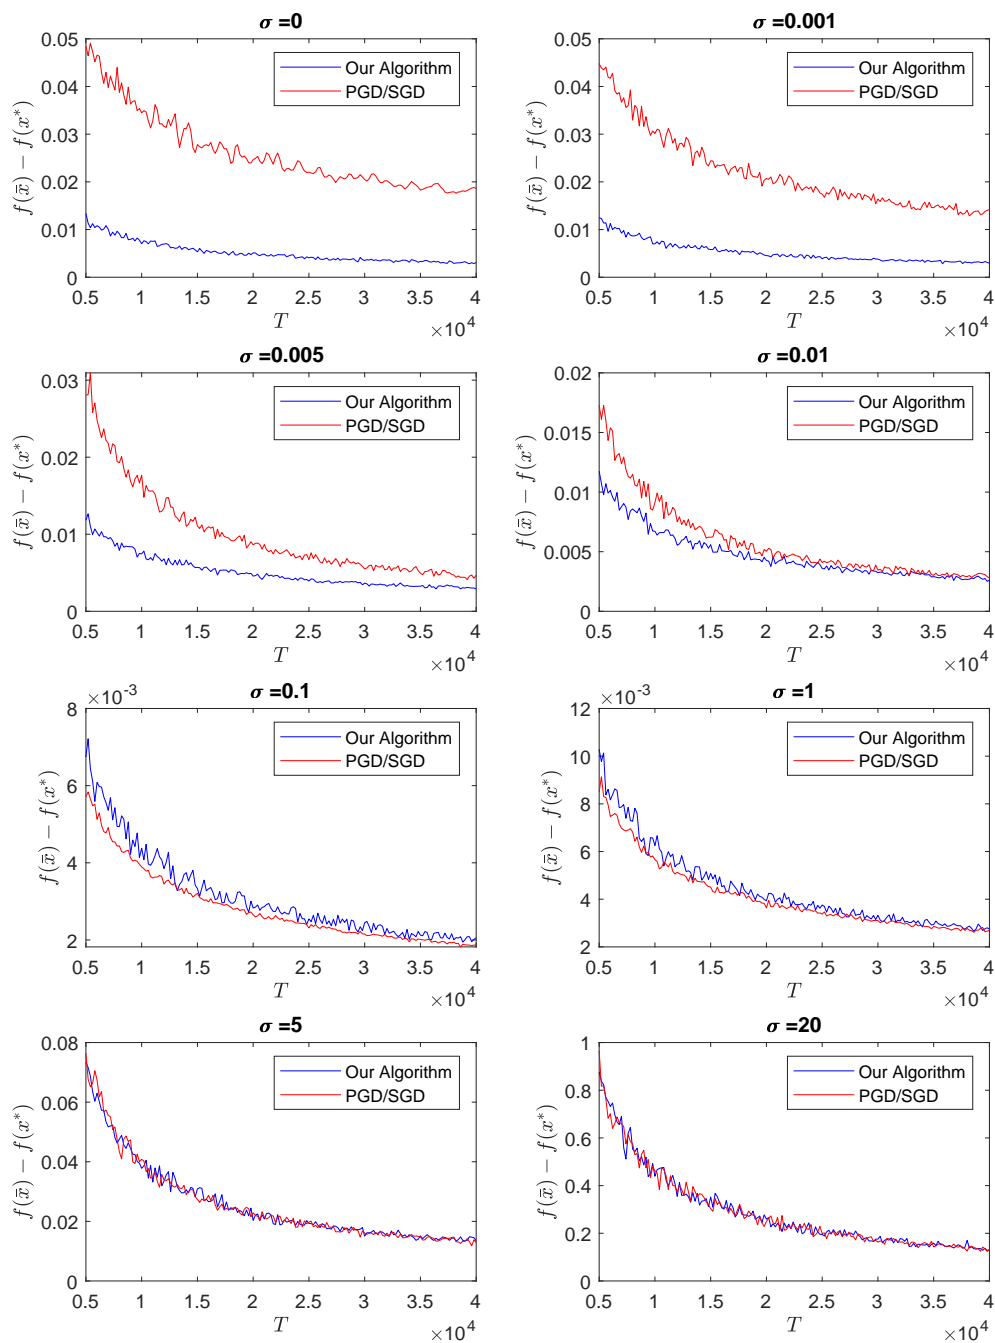 σ =0
0.05
0.04
0.03
0.02
0.01
0
f(x̄) − f(x*)
Our Algorithm
PGD/SGD
0.5 1 1.5 2 2.5 3 3.5 4
T
×10^4
σ =0.001
0.05
0.04
0.03
0.02
0.01
0
f(x̄) − f(x*)
Our Algorithm
PGD/SGD
0.5 1 1.5 2 2.5 3 3.5 4
T
×10^4
σ =0.005
0.03
0.02
0.01
0
f(x̄) − f(x*)
Our Algorithm
PGD/SGD
0.5 1 1.5 2 2.5 3 3.5 4
T
×10^4
σ =0.01
0.02
0.015
0.01
0.005
0
f(x̄) − f(x*)
Our Algorithm
PGD/SGD
0.5 1 1.5 2 2.5 3 3.5 4
T
×10^4
σ =0.1
×10^-3
8
6
4
2
f(x̄) − f(x*)
Our Algorithm
PGD/SGD
0.5 1 1.5 2 2.5 3 3.5 4
T
×10^4
σ =1
×10^-3
12
10
8
6
4
2
f(x̄) − f(x*)
Our Algorithm
PGD/SGD
0.5 1 1.5 2 2.5 3 3.5 4
T
×10^4
σ =5
0.08
0.06
0.04
0.02
0
f(x̄) − f(x*)
Our Algorithm
PGD/SGD
0.5 1 1.5 2 2.5 3 3.5 4
T
×10^4
σ =20
1
0.8
0.6
0.4
0.2
0
f(x̄) − f(x*)
Our Algorithm
PGD/SGD
0.5 1 1.5 2 2.5 3 3.5 4
T
×10^4